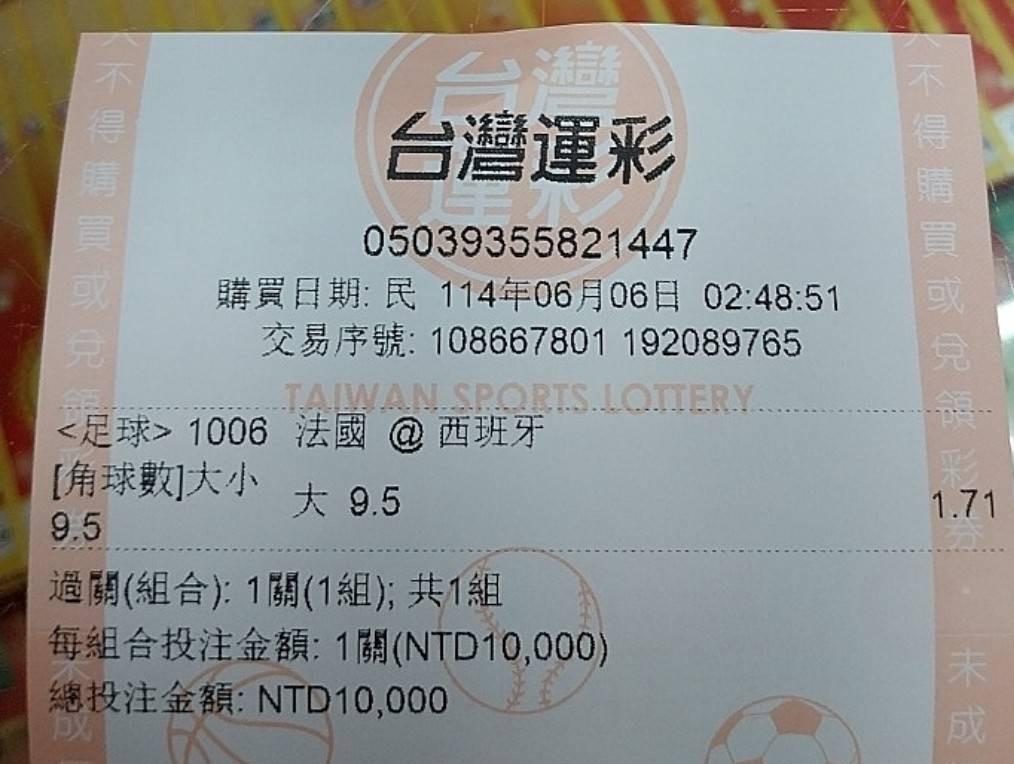 台灣運彩
05039355821447
購買日期: 民 114年06月06日 02:48:51
交易序號: 108667801 192089765
TAIWAN SPORTS LOTTERY
<足球> 1006 法國 @ 西班牙
[角球數]大小
9.5
大 9.5
1.71
過關(組合): 1關(1組); 共1組
每組合投注金額: 1關(NTD10,000)
總投注金額: NTD10,000
台灣運彩
不得購買或兌領彩
成
不得購買或兌領彩券
未成